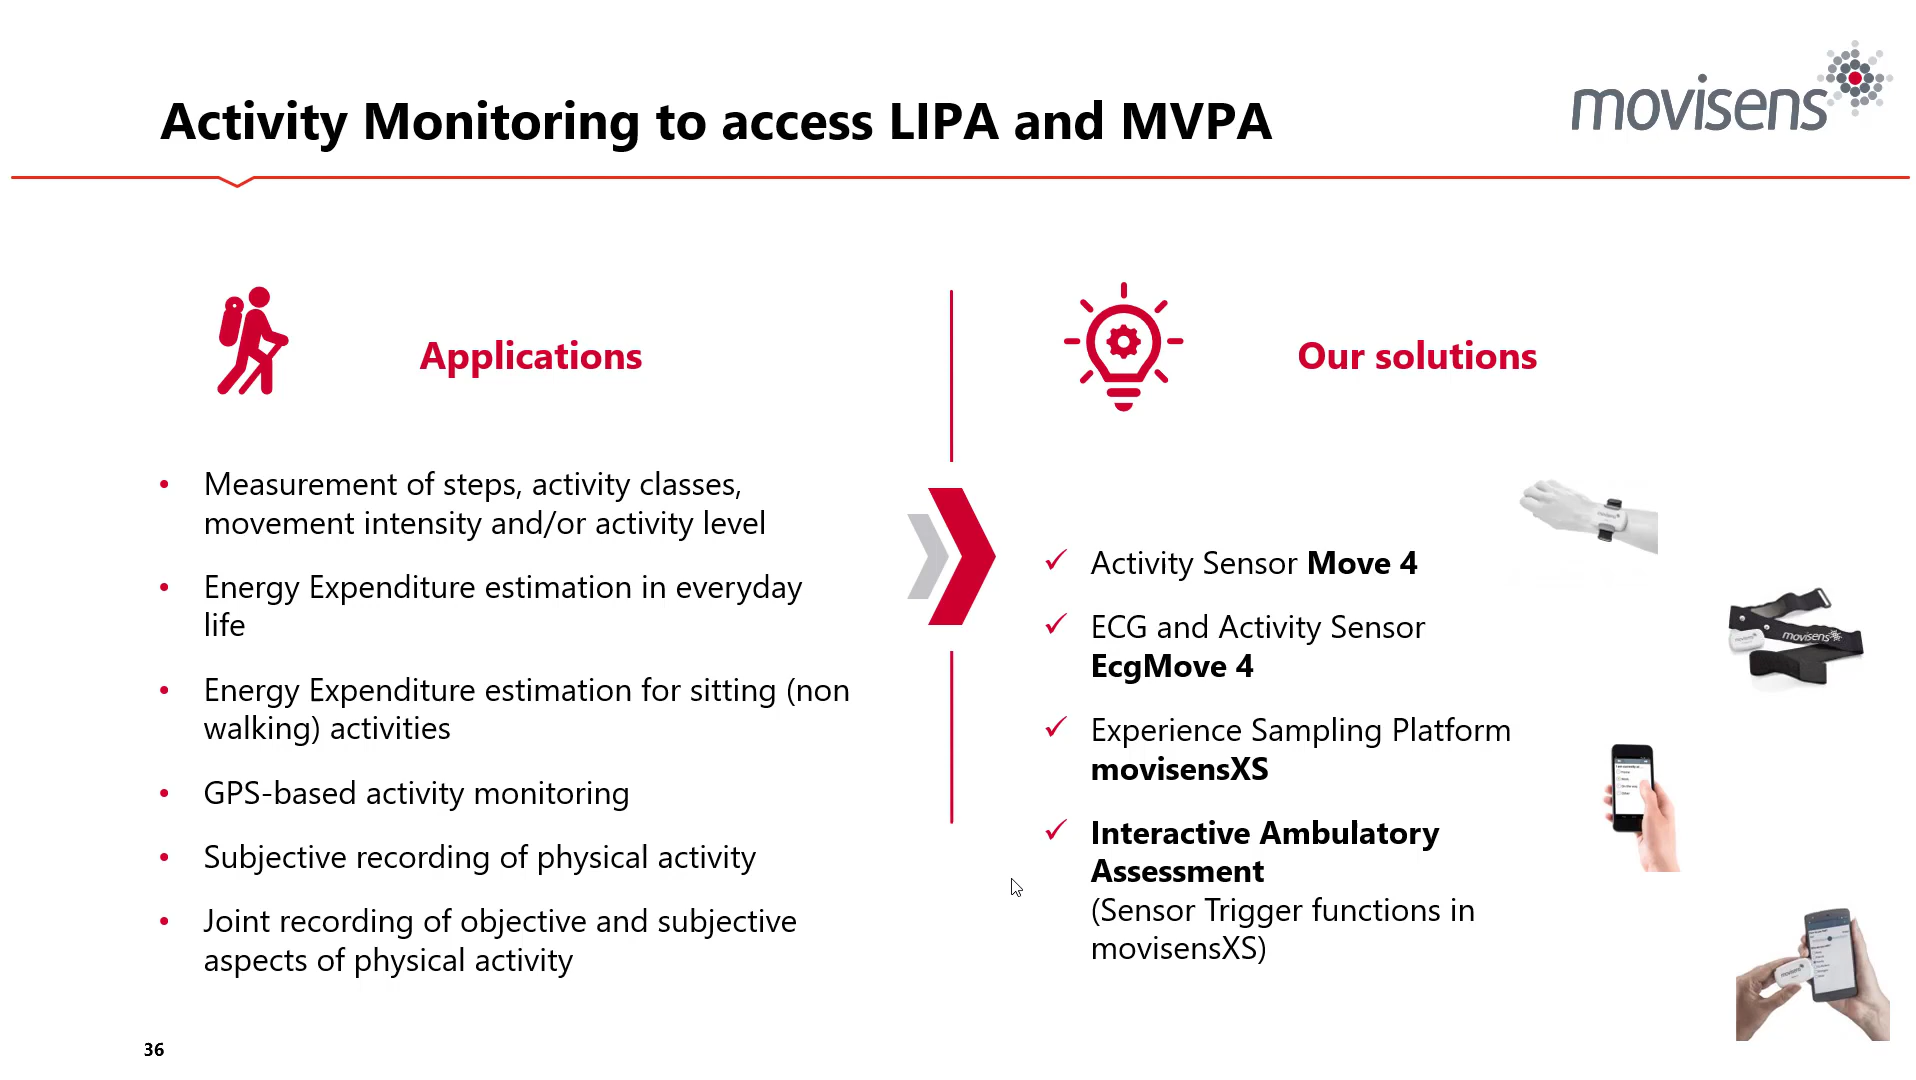 Activity Monitoring to access LIPA and MVPA
movisens
Applications
Our solutions
• Measurement of steps, activity classes,
movement intensity and/or activity level
• Energy Expenditure estimation in everyday
life
• Energy Expenditure estimation for sitting (non
walking) activities
• GPS-based activity monitoring
• Subjective recording of physical activity
• Joint recording of objective and subjective
aspects of physical activity
✓ Activity Sensor Move 4
✓ ECG and Activity Sensor
EcgMove 4
✓ Experience Sampling Platform
movisensXS
✓ Interactive Ambulatory
Assessment
(Sensor Trigger functions in
movisensXS)
movisens
movisens
36